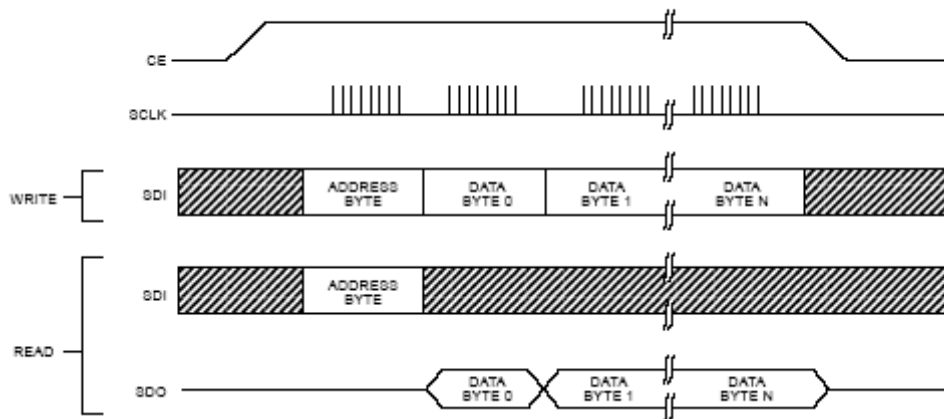 CE
SCLK
WRITE
SDI
ADDRESS
BYTE
DATA
BYTE 0
DATA
BYTE 1
DATA
BYTE N
READ
SDI
ADDRESS
BYTE
SDO
DATA
BYTE 0
DATA
BYTE 1
DATA
BYTE N